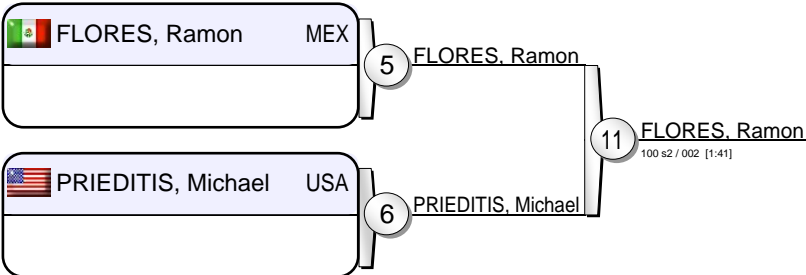 FLORES, Ramon MEX
5 FLORES, Ramon
11 FLORES, Ramon
100 s2 / 002 [1:41]
PRIEDITIS, Michael USA
6 PRIEDITIS, Michael